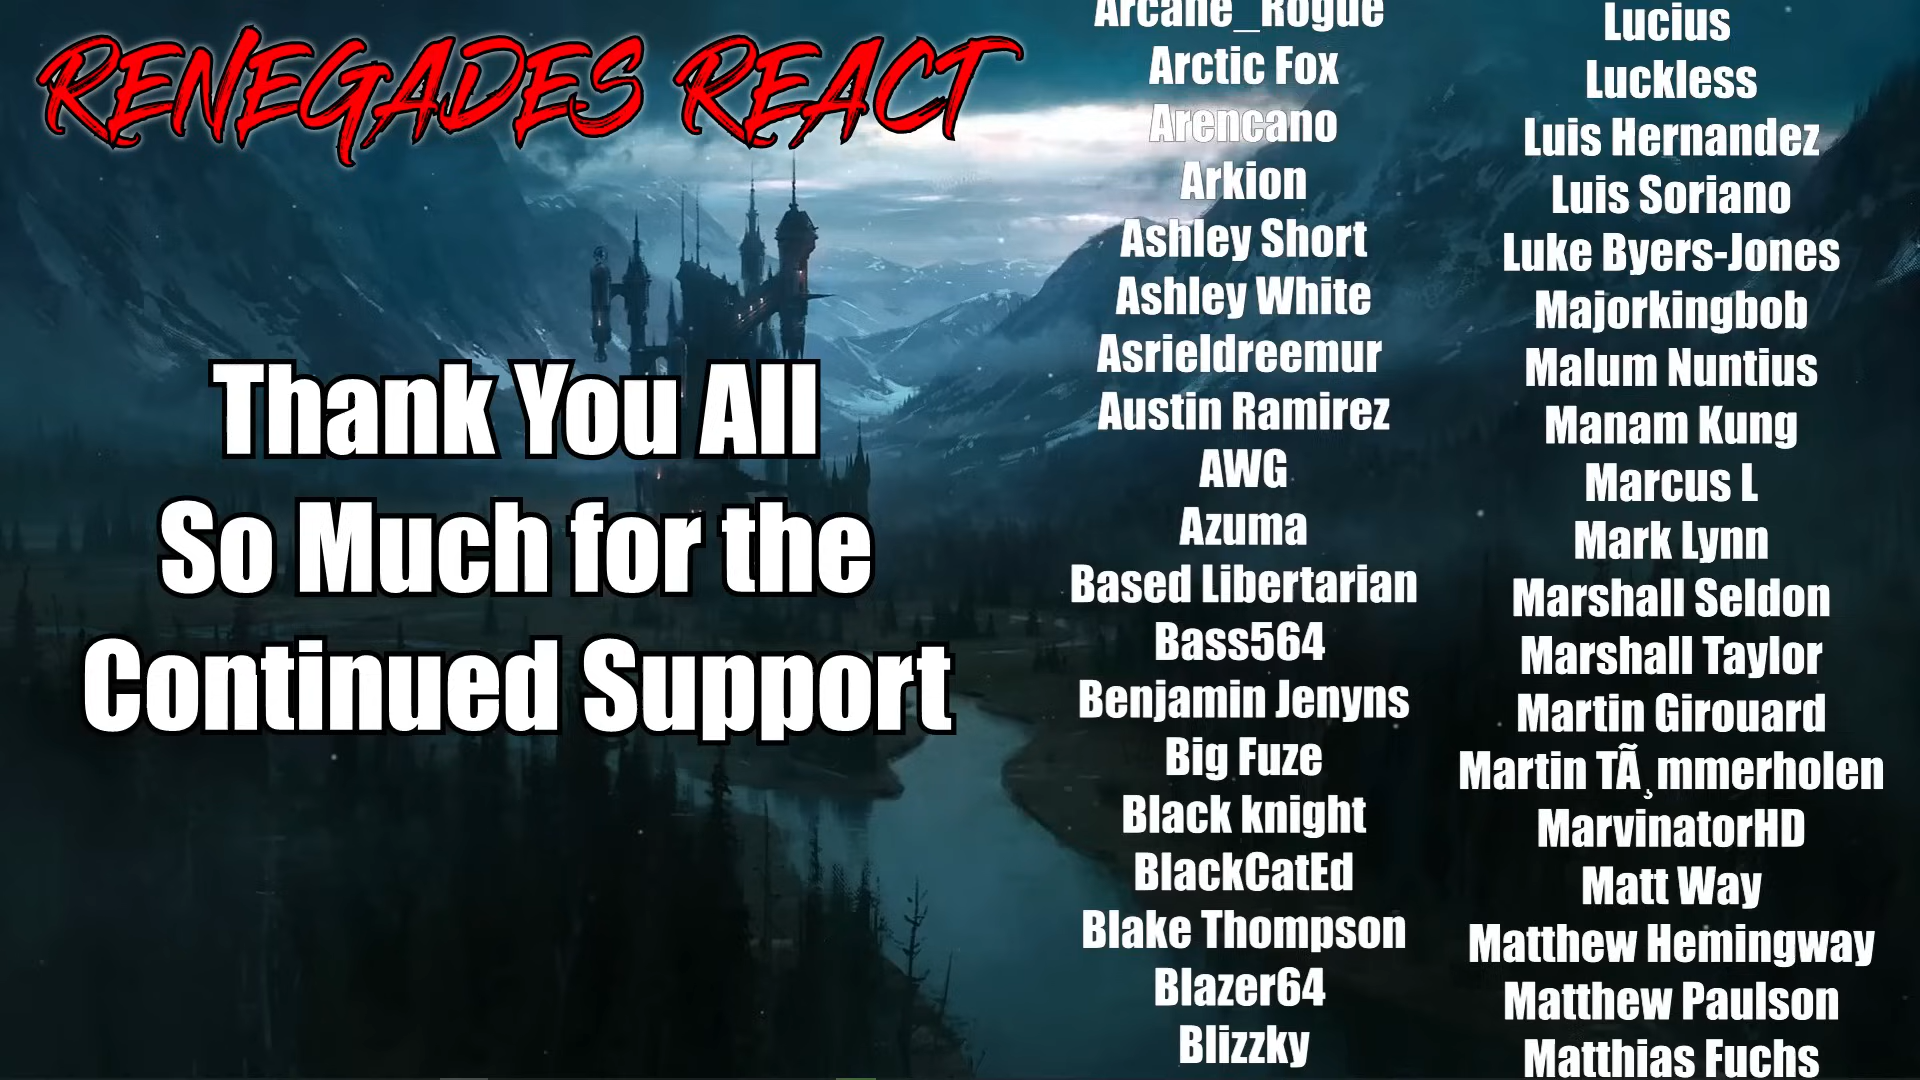 RENEGADES REACT
Thank You All
So Much for the
Continued Support
Arcane_Rogue
Arctic Fox
Arencano
Arkion
Ashley Short
Ashley White
Asrieldreemur
Austin Ramirez
AWG
Azuma
Based Libertarian
Bass564
Benjamin Jenyns
Big Fuze
Black knight
BlackCatEd
Blake Thompson
Blazer64
Blizzky
Lucius
Luckless
Luis Hernandez
Luis Soriano
Luke Byers-Jones
Majorkingbob
Malum Nuntius
Manam Kung
Marcus L
Mark Lynn
Marshall Seldon
Marshall Taylor
Martin Girouard
Martin TÃ¸mmerholen
MarvinatorHD
Matt Way
Matthew Hemingway
Matthew Paulson
Matthias Fuchs